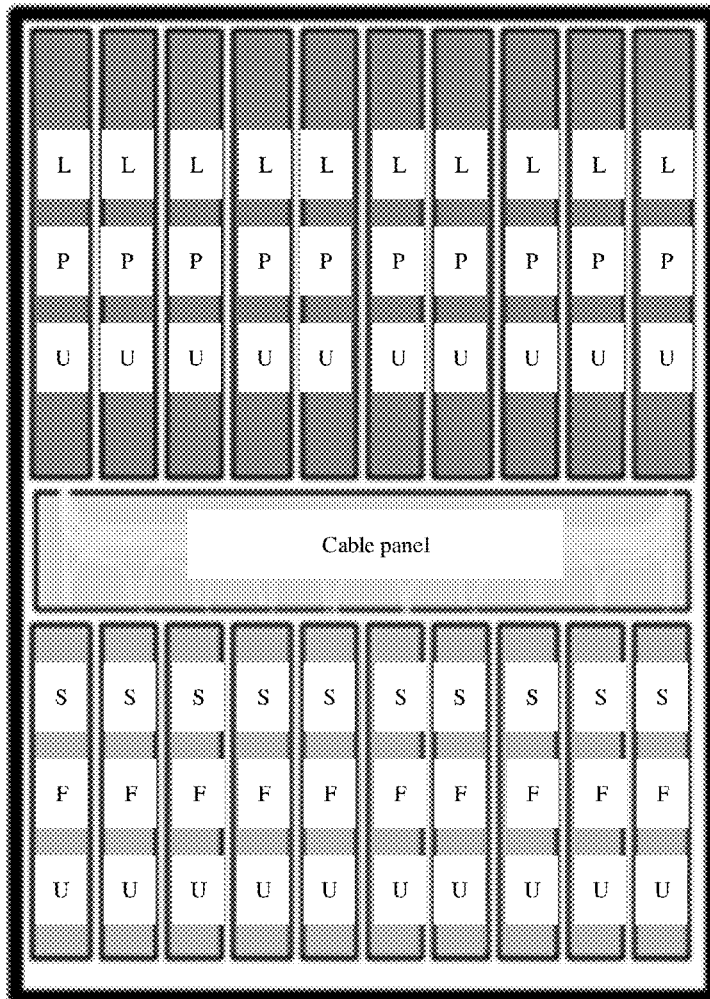 L L L L L L L L L L
P P P P P P P P P P
U U U U U U U U U U
Cable panel
S S S S S S S S S S
F F F F F F F F F F
U U U U U U U U U U